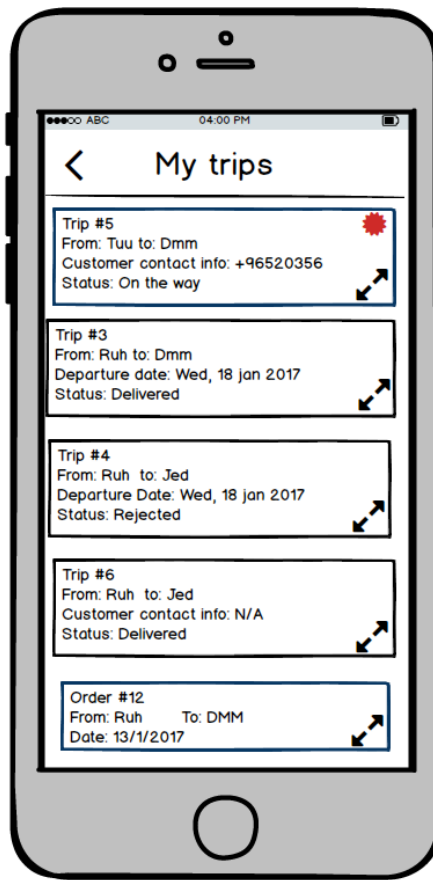 ABC 04:00 PM
My trips
Trip #5
From: Tuu to: Dmm
Customer contact info: +96520356
Status: On the way
Trip #3
From: Ruh to: Dmm
Departure date: Wed, 18 jan 2017
Status: Delivered
Trip #4
From: Ruh to: Jed
Departure Date: Wed, 18 jan 2017
Status: Rejected
Trip #6
From: Ruh to: Jed
Customer contact info: N/A
Status: Delivered
Order #12
From: Ruh To: DMM
Date: 13/1/2017